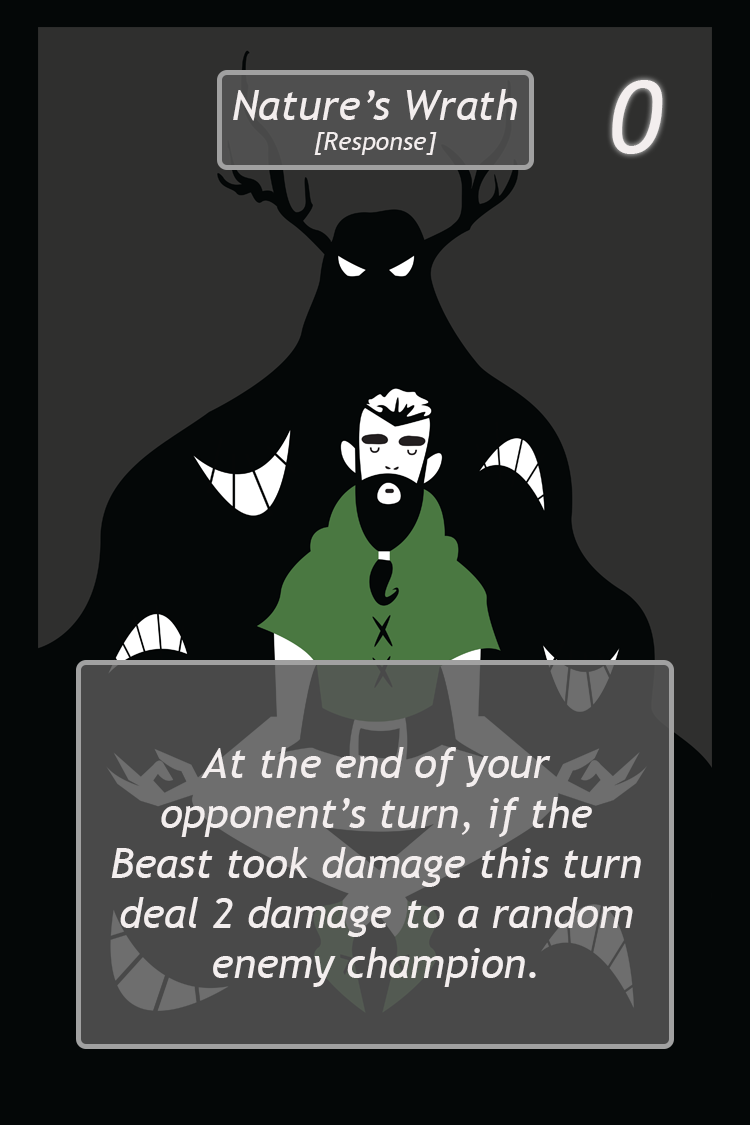 Nature’s Wrath
[Response]
0
At the end of your
opponent’s turn, if the
Beast took damage this turn
deal 2 damage to a random
enemy champion.